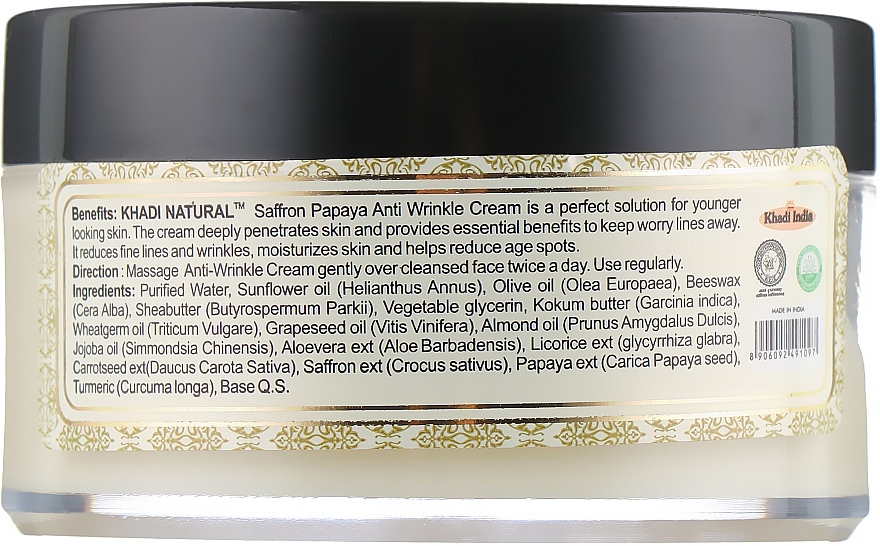 Benefits: KHADI NATURAL™ Saffron Papaya Anti Wrinkle Cream is a perfect solution for younger
looking skin. The cream deeply penetrates skin and provides essential benefits to keep worry lines away.
It reduces fine lines and wrinkles, moisturizes skin and helps reduce age spots.
Direction : Massage Anti-Wrinkle Cream gently over cleansed face twice a day. Use regularly.
Ingredients: Purified Water, Sunflower oil (Helianthus Annus), Olive oil (Olea Europaea), Beeswax
(Cera Alba), Sheabutter (Butyrospermum Parkii), Vegetable glycerin, Kokum butter (Garcinia indica),
Wheatgerm oil (Triticum Vulgare), Grapeseed oil (Vitis Vinifera), Almond oil (Prunus Amygdalus Dulcis),
Jojoba oil (Simmondsia Chinensis), Aloevera ext (Aloe Barbadensis), Licorice ext (glycyrrhiza glabra),
Carrotseed ext(Daucus Carota Sativa), Saffron ext (Crocus sativus), Papaya ext (Carica Papaya seed),
Turmeric (Curcuma longa), Base Q.S.
Khadi India
MADE IN INDIA
8 906092 491097